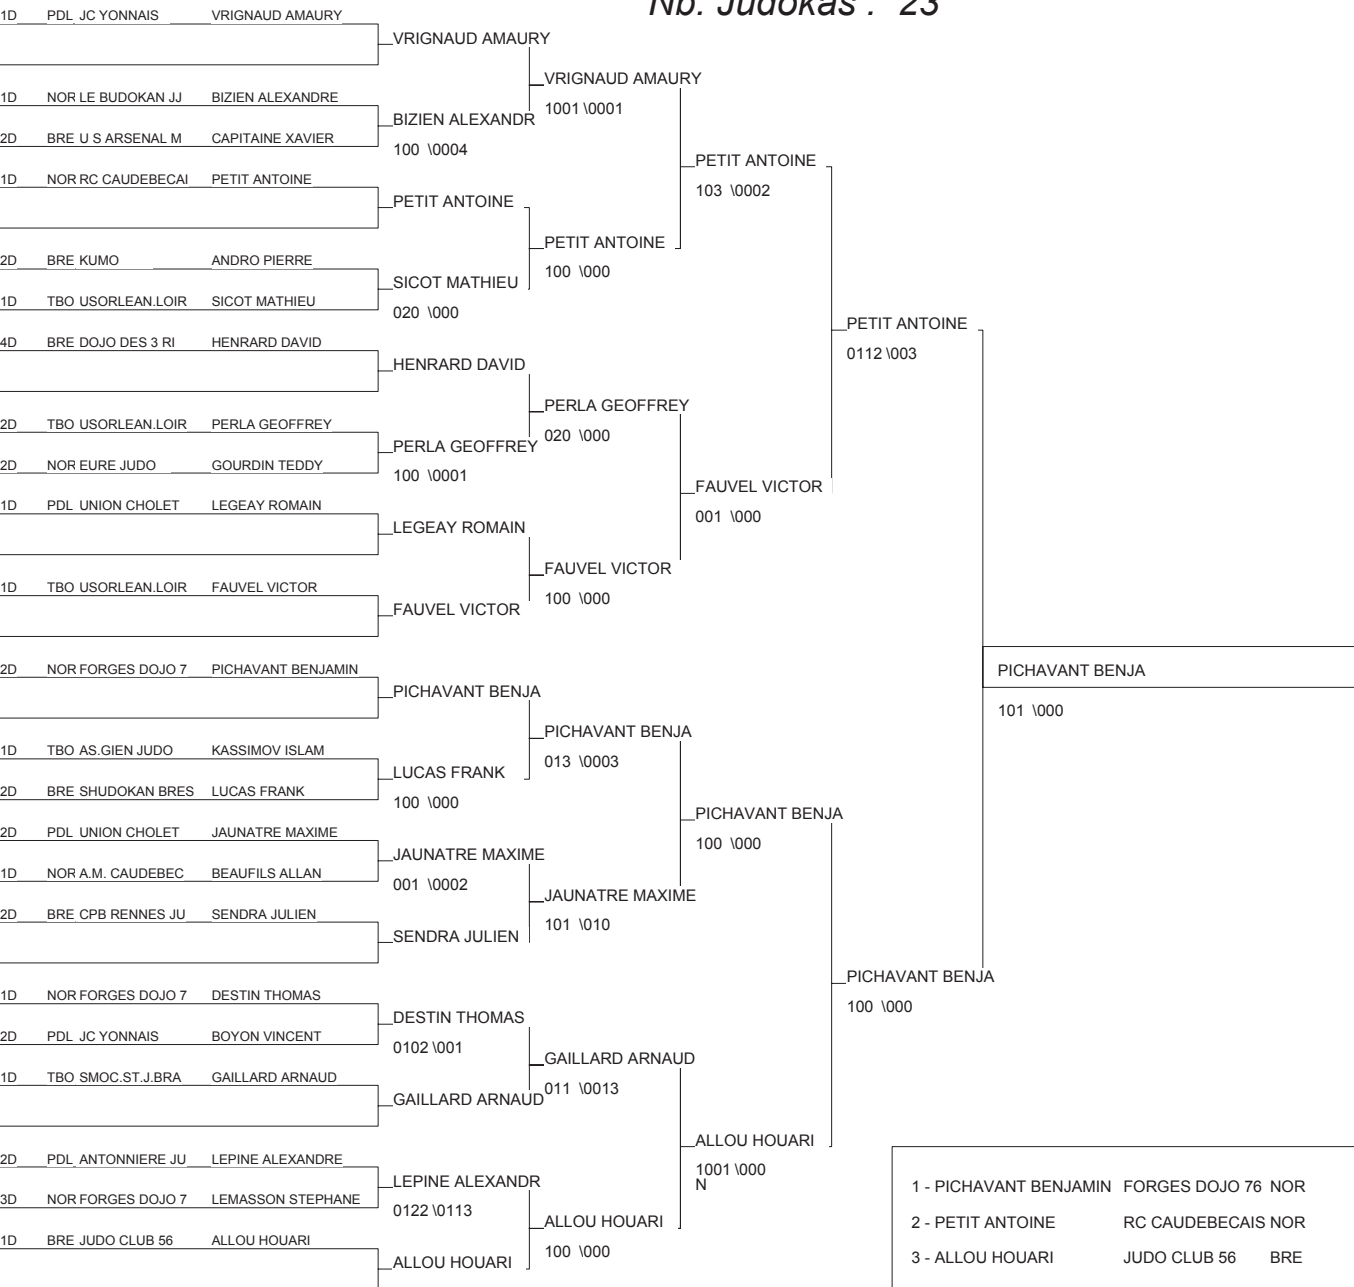 Nb. Judokas : 23
1D PDL JC YONNAIS VRIGNAUD AMAURY
VRIGNAUD AMAURY
VRIGNAUD AMAURY
1001 \0001
1D NOR LE BUDOKAN JJ BIZIEN ALEXANDRE
BIZIEN ALEXANDR
100 \0004
2D BRE U S ARSENAL M CAPITAINE XAVIER
PETIT ANTOINE
103 \0002
1D NOR RC CAUDEBECAI PETIT ANTOINE
PETIT ANTOINE
PETIT ANTOINE
100 \000
2D BRE KUMO ANDRO PIERRE
SICOT MATHIEU
020 \000
1D TBO USORLEAN.LOIR SICOT MATHIEU
PETIT ANTOINE
0112 \003
4D BRE DOJO DES 3 RI HENRARD DAVID
HENRARD DAVID
PERLA GEOFFREY
020 \000
2D TBO USORLEAN.LOIR PERLA GEOFFREY
PERLA GEOFFREY
100 \0001
2D NOR EURE JUDO GOURDIN TEDDY
FAUVEL VICTOR
001 \000
1D PDL UNION CHOLET LEGEAY ROMAIN
LEGEAY ROMAIN
FAUVEL VICTOR
100 \000
1D TBO USORLEAN.LOIR FAUVEL VICTOR
FAUVEL VICTOR
PICHAVANT BENJA
101 \000
2D NOR FORGES DOJO 7 PICHAVANT BENJAMIN
PICHAVANT BENJA
PICHAVANT BENJA
013 \0003
1D TBO AS.GIEN JUDO KASSIMOV ISLAM
LUCAS FRANK
100 \000
2D BRE SHUDOKAN BRES LUCAS FRANK
PICHAVANT BENJA
100 \000
2D PDL UNION CHOLET JAUNATRE MAXIME
JAUNATRE MAXIME
001 \0002
1D NOR A.M. CAUDEBEC BEAUFILS ALLAN
JAUNATRE MAXIME
101 \010
2D BRE CPB RENNES JU SENDRA JULIEN
SENDRA JULIEN
PICHAVANT BENJA
100 \000
1D NOR FORGES DOJO 7 DESTIN THOMAS
DESTIN THOMAS
0102 \001
2D PDL JC YONNAIS BOYON VINCENT
GAILLARD ARNAUD
011 \0013
1D TBO SMOC.ST.J.BRA GAILLARD ARNAUD
GAILLARD ARNAUD
ALLOU HOUARI
1001 \000
N
2D PDL ANTONNIERE JU LEPINE ALEXANDRE
LEPINE ALEXANDR
0122 \0113
3D NOR FORGES DOJO 7 LEMASSON STEPHANE
ALLOU HOUARI
100 \000
1D BRE JUDO CLUB 56 ALLOU HOUARI
ALLOU HOUARI
1 - PICHAVANT BENJAMIN FORGES DOJO 76 NOR
2 - PETIT ANTOINE RC CAUDEBECAIS NOR
3 - ALLOU HOUARI JUDO CLUB 56 BRE